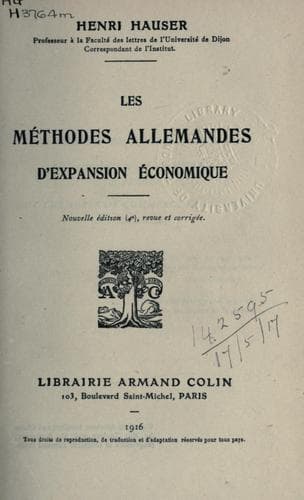 H3764m
HENRI HAUSER
Professeur à la Faculté des lettres de l'Université de Dijon
Correspondant de l'Institut.
LES
MÉTHODES ALLEMANDES
D'EXPANSION ÉCONOMIQUE
Nouvelle édition (4e), revue et corrigée.
LIBRARY
A C
142595
17/5/17
LIBRAIRIE ARMAND COLIN
103, Boulevard Saint-Michel, PARIS
1916
Tous droits de reproduction, de traduction et d'adaptation réservés pour tous pays.